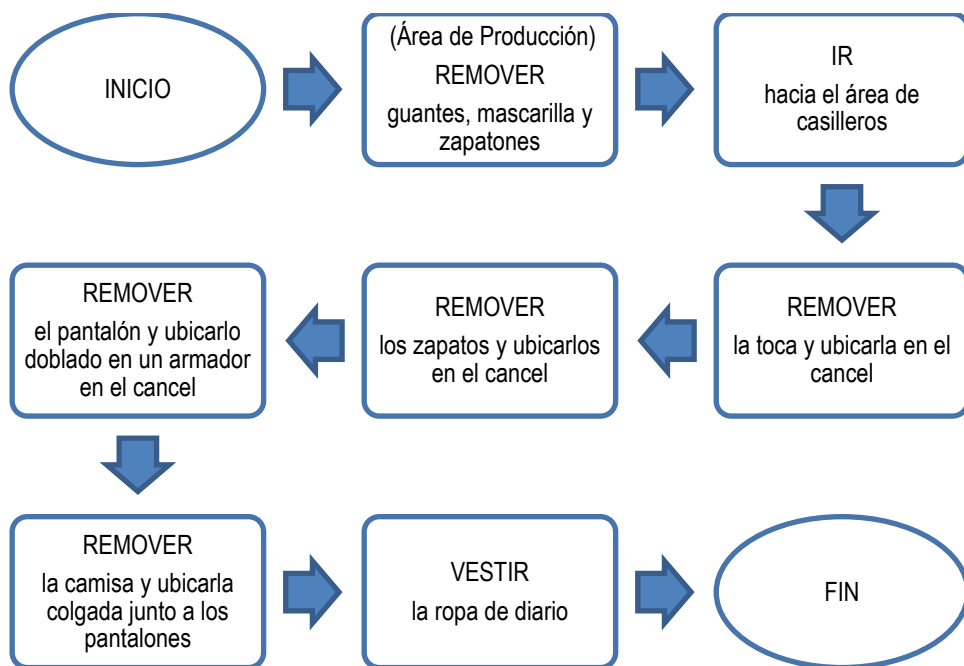 INICIO
(Área de Producción)
REMOVER
guantes, mascarilla y
zapatones
IR
hacia el área de
casilleros
REMOVER
la toca y ubicarla en el
cancel
REMOVER
los zapatos y ubicarlos
en el cancel
REMOVER
el pantalón y ubicarlo
doblado en un armador
en el cancel
REMOVER
la camisa y ubicarla
colgada junto a los
pantalones
VESTIR
la ropa de diario
FIN